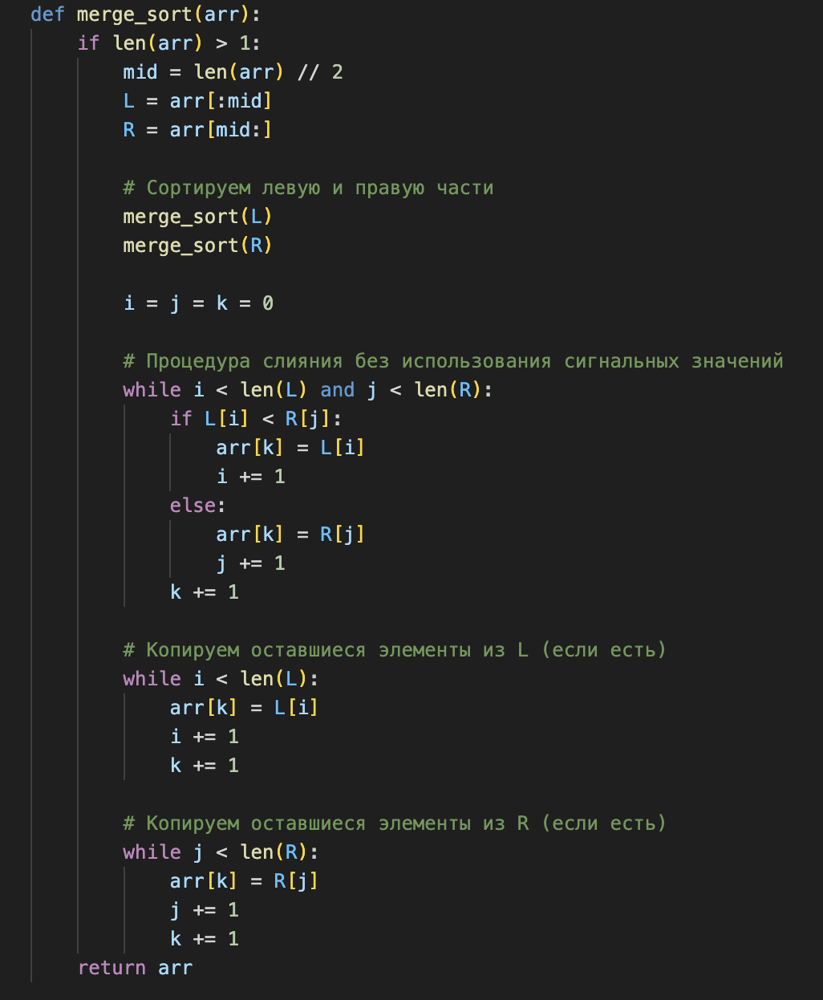 def merge_sort(arr):
    if len(arr) > 1:
        mid = len(arr) // 2
        L = arr[:mid]
        R = arr[mid:]

        # Сортируем левую и правую части
        merge_sort(L)
        merge_sort(R)

        i = j = k = 0

        # Процедура слияния без использования сигнальных значений
        while i < len(L) and j < len(R):
            if L[i] < R[j]:
                arr[k] = L[i]
                i += 1
            else:
                arr[k] = R[j]
                j += 1
            k += 1

        # Копируем оставшиеся элементы из L (если есть)
        while i < len(L):
            arr[k] = L[i]
            i += 1
            k += 1

        # Копируем оставшиеся элементы из R (если есть)
        while j < len(R):
            arr[k] = R[j]
            j += 1
            k += 1
    return arr